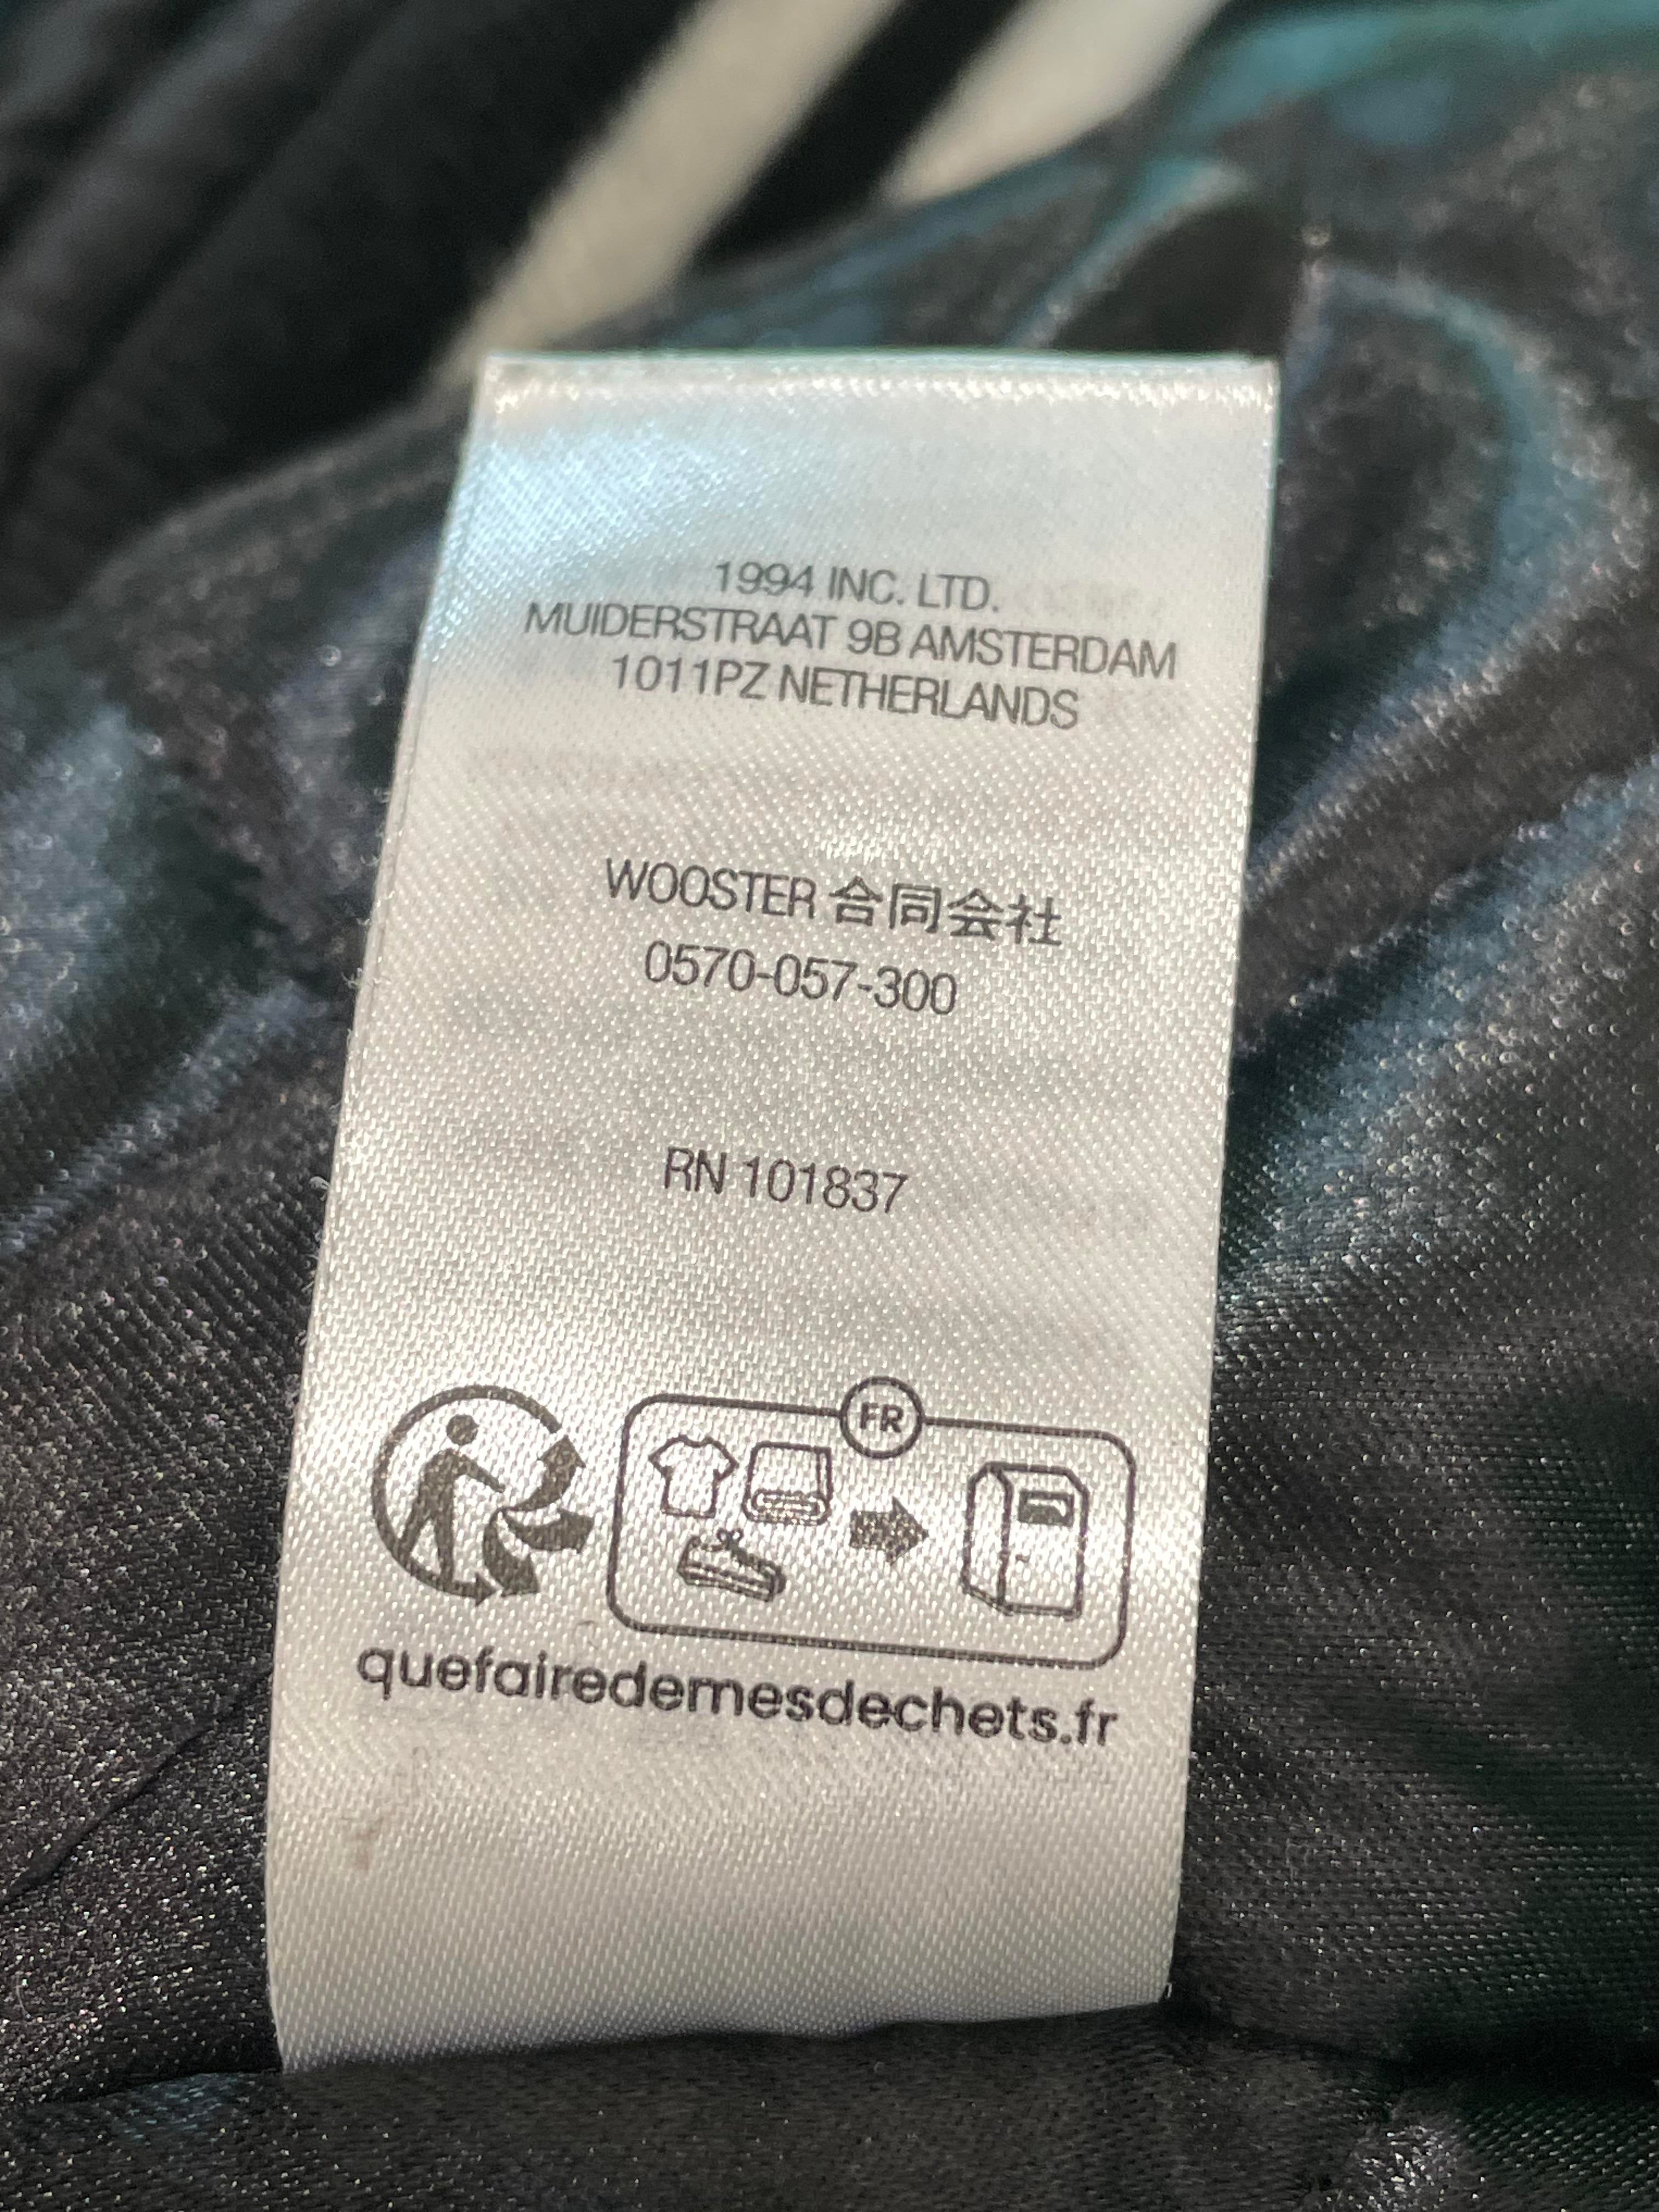 1994 INC. LTD.
MUIDERSTRAAT 9B AMSTERDAM
1011PZ NETHERLANDS
WOOSTER 合同会社
0570-057-300
RN 101837
FR
quefairedemesdechets.fr